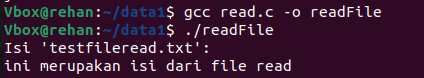 Vbox@rehan:~/data1$ gcc read.c -o readFile
Vbox@rehan:~/data1$ ./readFile
Isi 'testfileread.txt':
ini merupakan isi dari file read